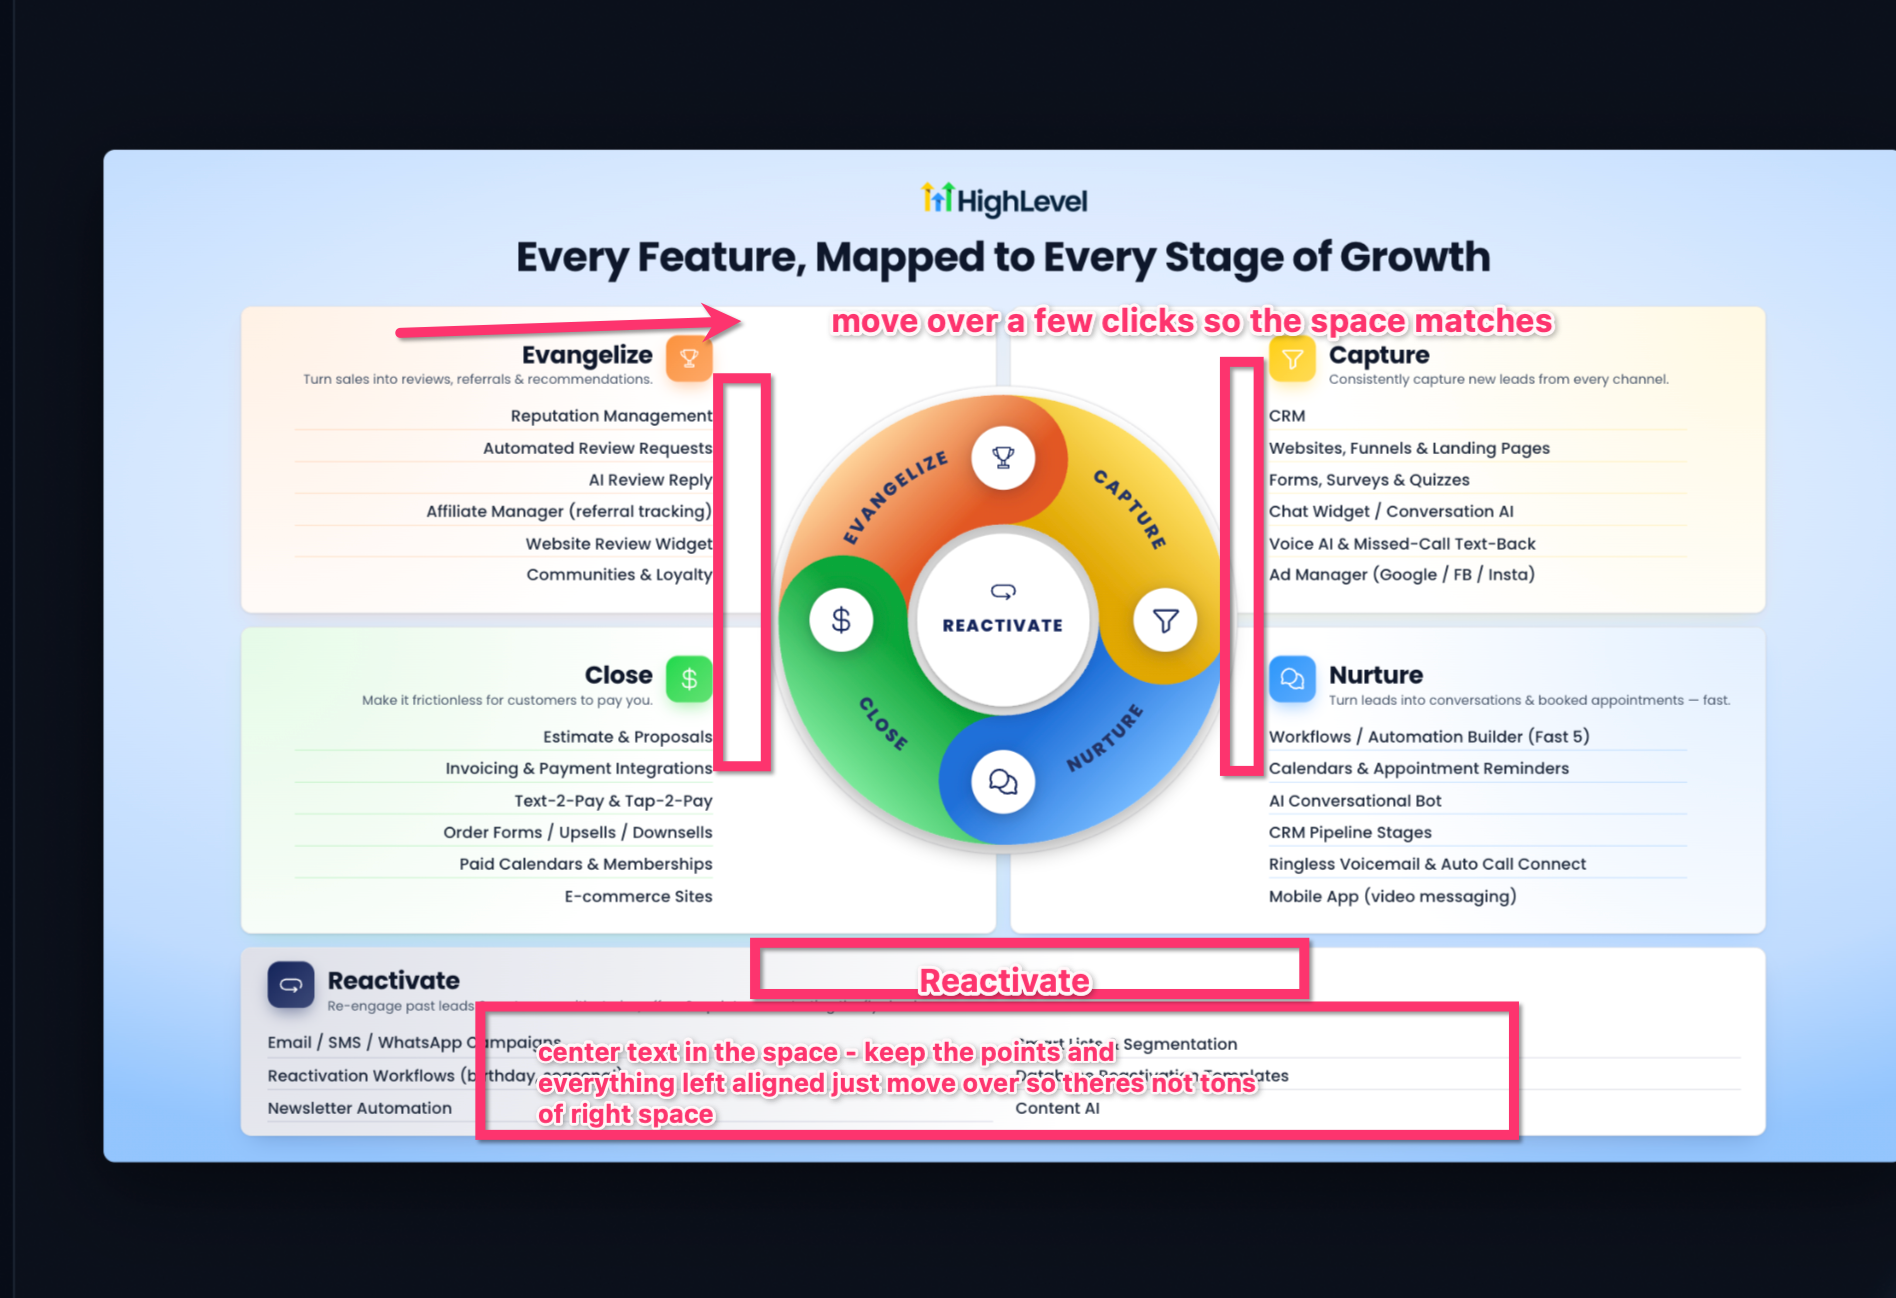 HighLevel
Every Feature, Mapped to Every Stage of Growth
move over a few clicks so the space matches
Evangelize
Turn sales into reviews, referrals & recommendations.
Reputation Management
Automated Review Requests
AI Review Reply
Affiliate Manager (referral tracking)
Website Review Widget
Communities & Loyalty
Capture
Consistently capture new leads from every channel.
CRM
Websites, Funnels & Landing Pages
Forms, Surveys & Quizzes
Chat Widget / Conversation AI
Voice AI & Missed-Call Text-Back
Ad Manager (Google / FB / Insta)
EVANGELIZE
CAPTURE
REACTIVATE
CLOSE
NURTURE
Close
Make it frictionless for customers to pay you.
Estimate & Proposals
Invoicing & Payment Integrations
Text-2-Pay & Tap-2-Pay
Order Forms / Upsells / Downsells
Paid Calendars & Memberships
E-commerce Sites
Nurture
Turn leads into conversations & booked appointments — fast.
Workflows / Automation Builder (Fast 5)
Calendars & Appointment Reminders
AI Conversational Bot
CRM Pipeline Stages
Ringless Voicemail & Auto Call Connect
Mobile App (video messaging)
Reactivate
Reactivate
Re-engage past leads
Email / SMS / WhatsApp Campaigns
Reactivation Workflows (birthday, seasonal)
Newsletter Automation
Smart Lists & Segmentation
Database Reactivation Templates
Content AI
center text in the space - keep the points and
everything left aligned just move over so theres not tons
of right space